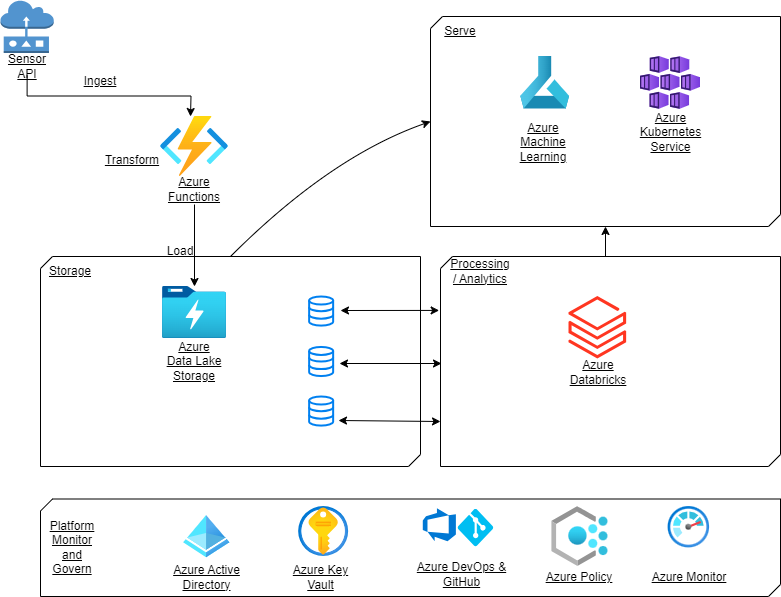 Sensor
API
Ingest
Transform
Azure
Functions
Load
Serve
Azure
Machine
Learning
Azure
Kubernetes
Service
Storage
Azure
Data Lake
Storage
Processing
/ Analytics
Azure
Databricks
Platform
Monitor
and
Govern
Azure Active
Directory
Azure Key
Vault
Azure DevOps &
GitHub
Azure Policy
Azure Monitor